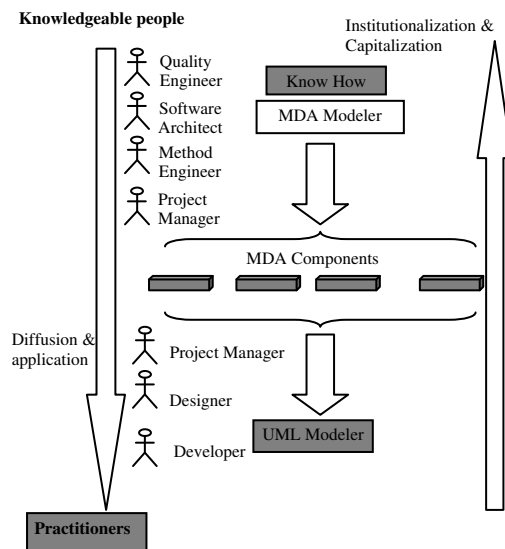 Knowledgeable people
Institutionalization &
Capitalization
Quality
Engineer
Know How
Software
Architect
MDA Modeler
Method
Engineer
Project
Manager
MDA Components
Diffusion &
application
Project Manager
Designer
UML Modeler
Developer
Practitioners